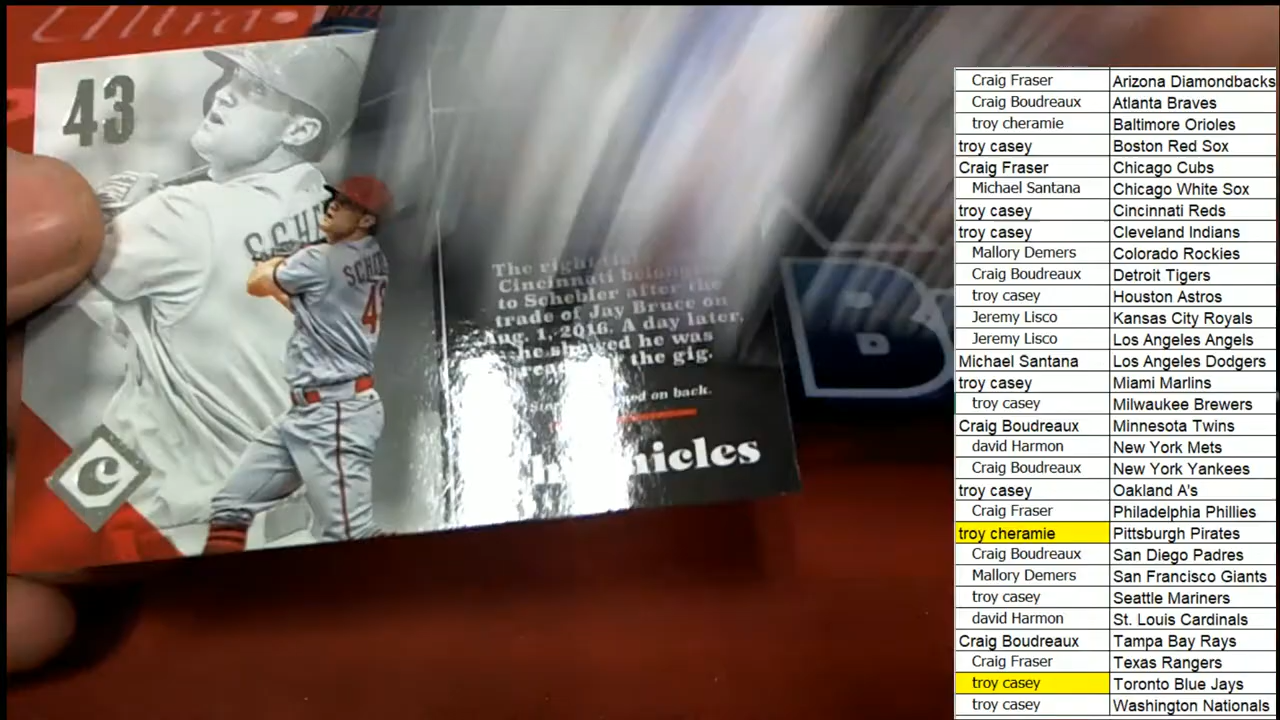 Ultra
43
SCHE
SCHE
43
C
The right
Cincinnati belon
to Schebler after the
trade of Jay Bruce on
Aug. 1, 2016. A day later,
he showed he was
the gig.
on back.
nicles
B
Craig Fraser Arizona Diamondbacks
Craig Boudreaux Atlanta Braves
troy cheramie Baltimore Orioles
troy casey Boston Red Sox
Craig Fraser Chicago Cubs
Michael Santana Chicago White Sox
troy casey Cincinnati Reds
troy casey Cleveland Indians
Mallory Demers Colorado Rockies
Craig Boudreaux Detroit Tigers
troy casey Houston Astros
Jeremy Lisco Kansas City Royals
Jeremy Lisco Los Angeles Angels
Michael Santana Los Angeles Dodgers
troy casey Miami Marlins
troy casey Milwaukee Brewers
Craig Boudreaux Minnesota Twins
david Harmon New York Mets
Craig Boudreaux New York Yankees
troy casey Oakland A's
Craig Fraser Philadelphia Phillies
troy cheramie Pittsburgh Pirates
Craig Boudreaux San Diego Padres
Mallory Demers San Francisco Giants
troy casey Seattle Mariners
david Harmon St. Louis Cardinals
Craig Boudreaux Tampa Bay Rays
Craig Fraser Texas Rangers
troy casey Toronto Blue Jays
troy casey Washington Nationals